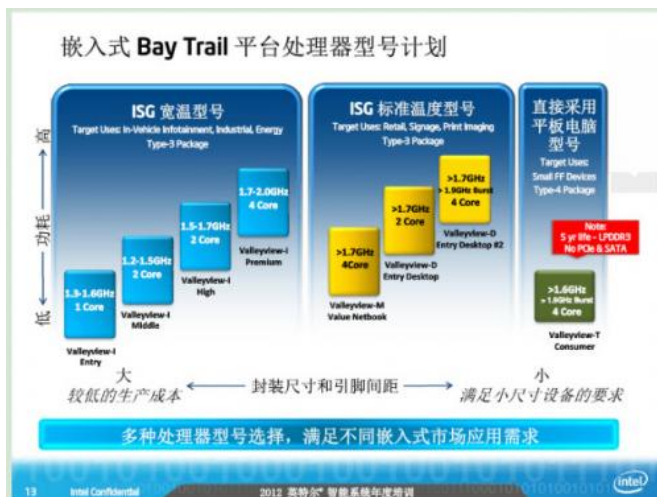 嵌入式 Bay Trail 平台处理器型号计划
ISG 宽温型号
Target Uses: In-Vehicle Infotainment, Industrial, Energy
Type-3 Package
1.3-1.6GHz
1 Core
Valleyview-I
Entry
1.2-1.5GHz
2 Core
Valleyview-I
Middle
1.5-1.7GHz
2 Core
Valleyview-I
High
1.7-2.0GHz
4 Core
Valleyview-I
Premium
ISG 标准温度型号
Target Uses: Retail, Signage, Print Imaging
Type-3 Package
>1.7GHz
4Core
Valleyview-M
Value Netbook
>1.7GHz
2 Core
Valleyview-D
Entry Desktop
>1.7GHz
> 1.9GHz Burst
4 Core
Valleyview-D
Entry Desktop #2
直接采用
平板电脑
型号
Target Uses:
Small FF Devices
Type-4 Package
Note:
5 yr life - LPDDR3
No PCIe & SATA
>1.6GHz
4 Core
Valleyview-T
Consumer
高
功耗
低
大
较低的生产成本
封装尺寸和引脚间距
小
满足小尺寸设备的要求
多种处理器型号选择，满足不同嵌入式市场应用需求
13
Intel Confidential
2012 英特尔® 智能系统年度培训
intel